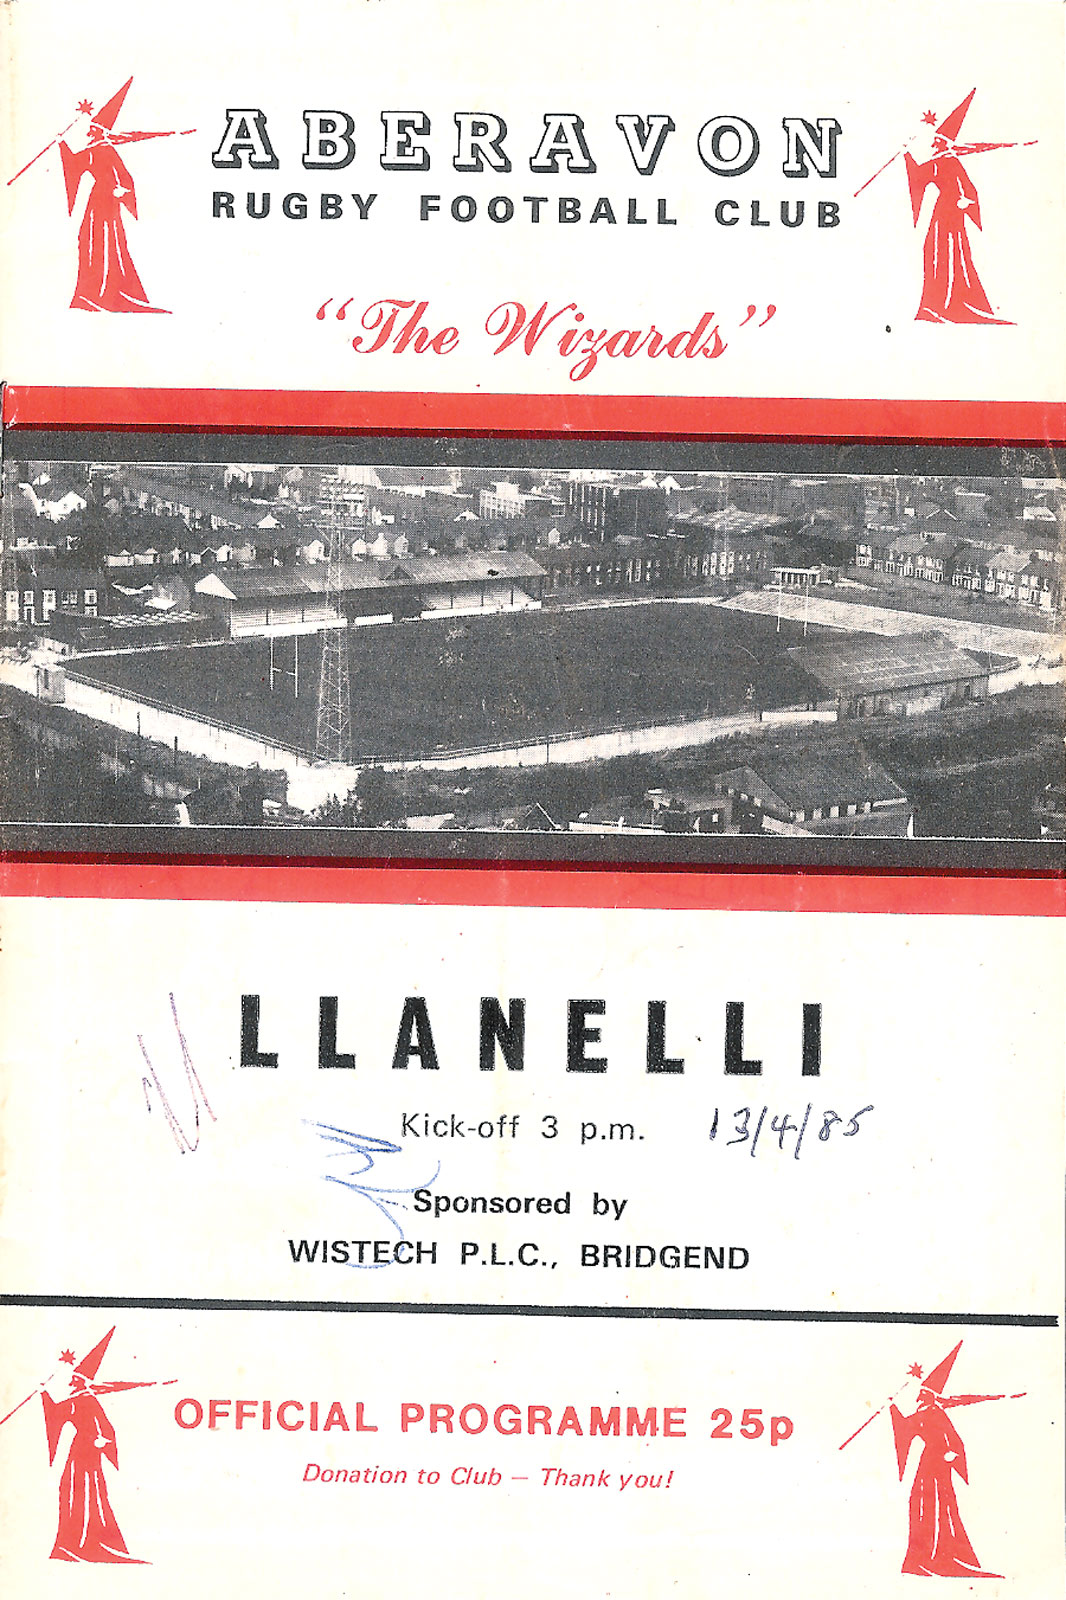 ABERAVON
RUGBY FOOTBALL CLUB
"The Wizards"
LLANELLI
Kick-off 3 p.m. 13/4/85
Sponsored by
WISTECH P.L.C., BRIDGEND
OFFICIAL PROGRAMME 25p
Donation to Club — Thank you!